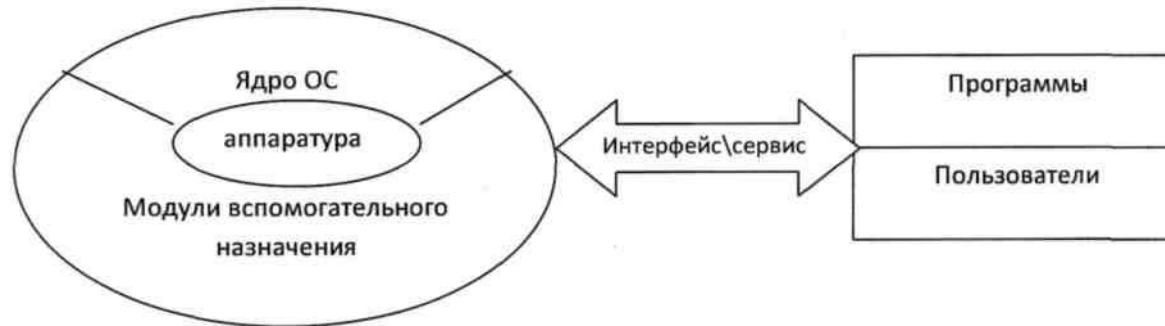 Ядро ОС
аппаратура
Модули вспомогательного
назначения
Интерфейс\сервис
Программы
Пользователи